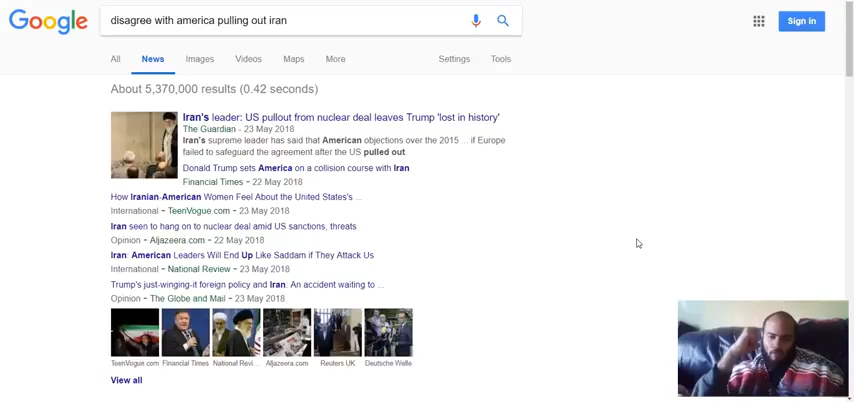 Google
disagree with america pulling out iran
Sign in
All News Images Videos Maps More Settings Tools
About 5,370,000 results (0.42 seconds)
Iran's leader: US pullout from nuclear deal leaves Trump 'lost in history'
The Guardian - 23 May 2018
Iran's supreme leader has said that American objections over the 2015 ... if Europe
failed to safeguard the agreement after the US pulled out.
Donald Trump sets America on a collision course with Iran
Financial Times - 22 May 2018
How Iranian-American Women Feel About the United States's ...
International - TeenVogue.com - 23 May 2018
Iran seen to hang on to nuclear deal amid US sanctions, threats
Opinion - Aljazeera.com - 22 May 2018
Iran: American Leaders Will End Up Like Saddam if They Attack Us
International - National Review - 23 May 2018
Trump's just-winging-it foreign policy and Iran: An accident waiting to ...
Opinion - The Globe and Mail - 23 May 2018
TeenVogue.com Financial Times National Revi... Aljazeera.com Reuters UK Deutsche Welle
View all